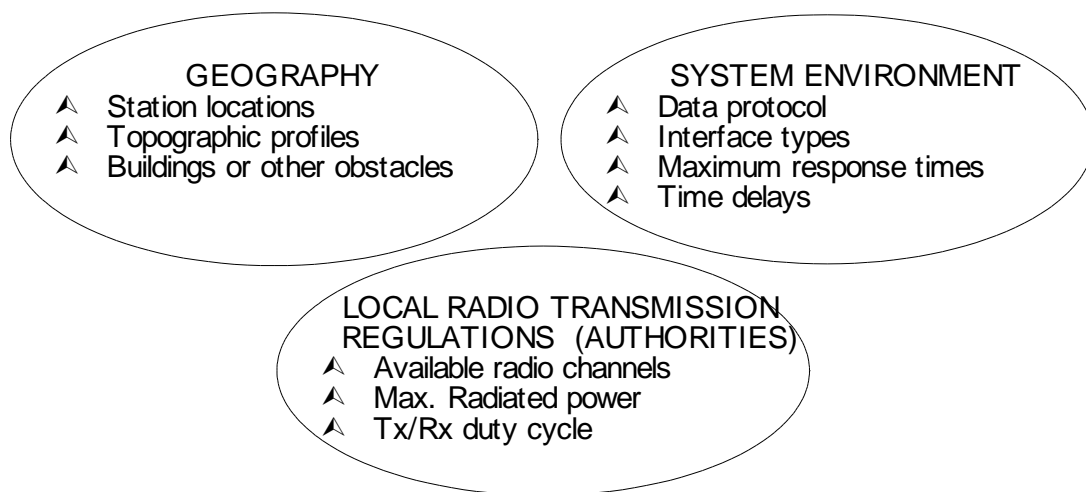 GEOGRAPHY
Station locations
Topographic profiles
Buildings or other obstacles
SYSTEM ENVIRONMENT
Data protocol
Interface types
Maximum response times
Time delays
LOCAL RADIO TRANSMISSION
REGULATIONS (AUTHORITIES)
Available radio channels
Max. Radiated power
Tx/Rx duty cycle